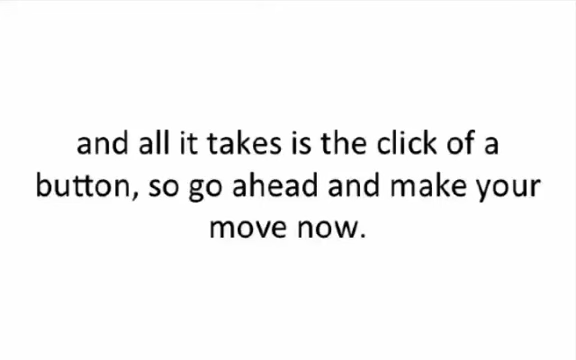 and all it takes is the click of a
button, so go ahead and make your
move now.